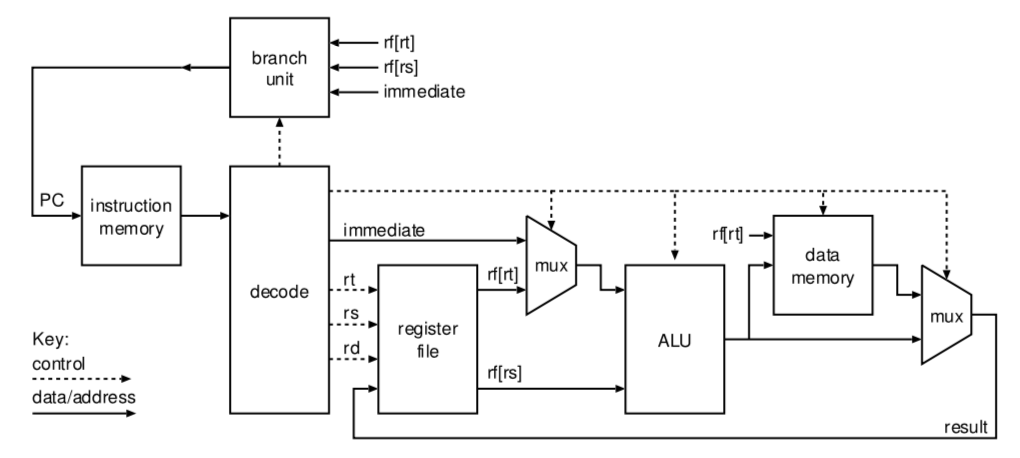 branch
unit
rf[rt]
rf[rs]
immediate
PC
instruction
memory
decode
immediate
rt
rs
rd
register
file
rf[rt]
rf[rs]
mux
ALU
rf[rt]
data
memory
mux
result
Key:
control
data/address